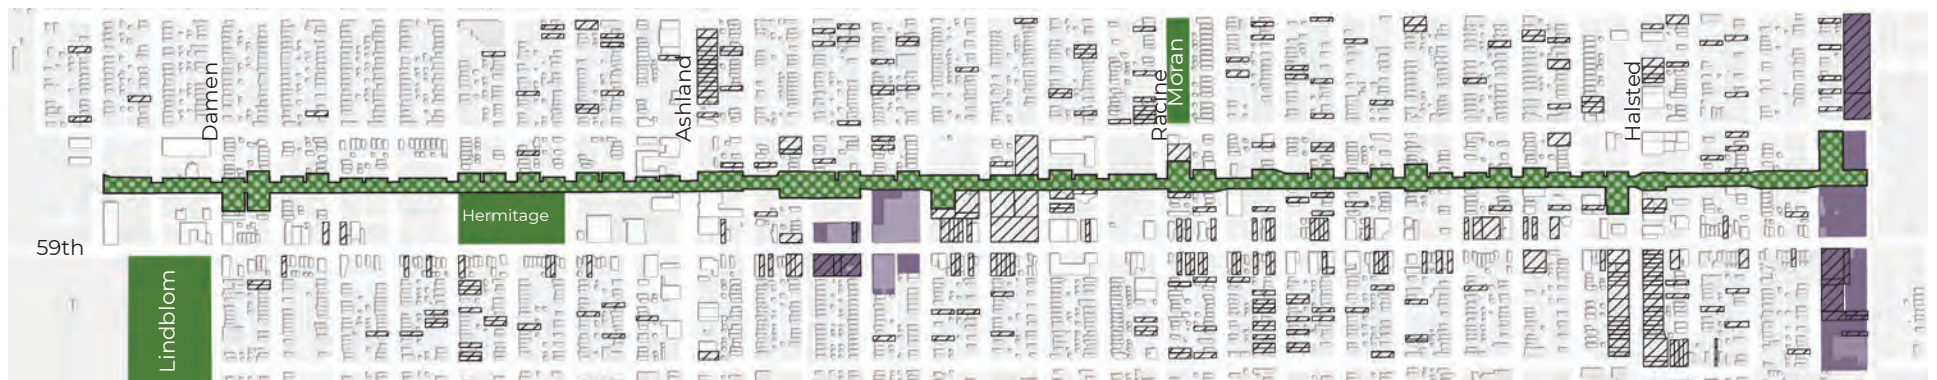 Damen
Ashland
Racine
Moran
Halsted
Hermitage
59th
Lindblom